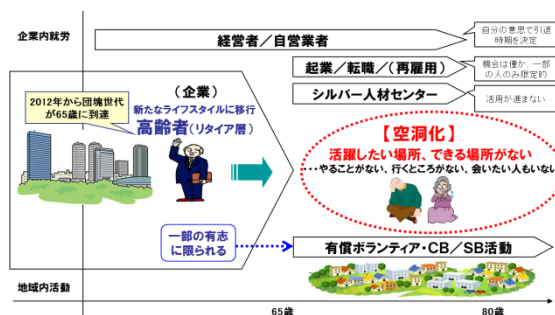 企業内就労
経営者／自営業者
自分の意思で引退
時期を決定
起業／転職／（再雇用）
機会は僅か、一部
の人のみ限定的
シルバー人材センター
活用が進まない
2012年から団塊世代
が65歳に到達
（企業）
新たなライフスタイルに移行
高齢者（リタイア層）
【空洞化】
活躍したい場所、できる場所がない
・・・やることがない、行くところがない、会いたい人もいない
一部の有志
に限られる
有償ボランティア・CB／SB活動
地域内活動
65歳
80歳